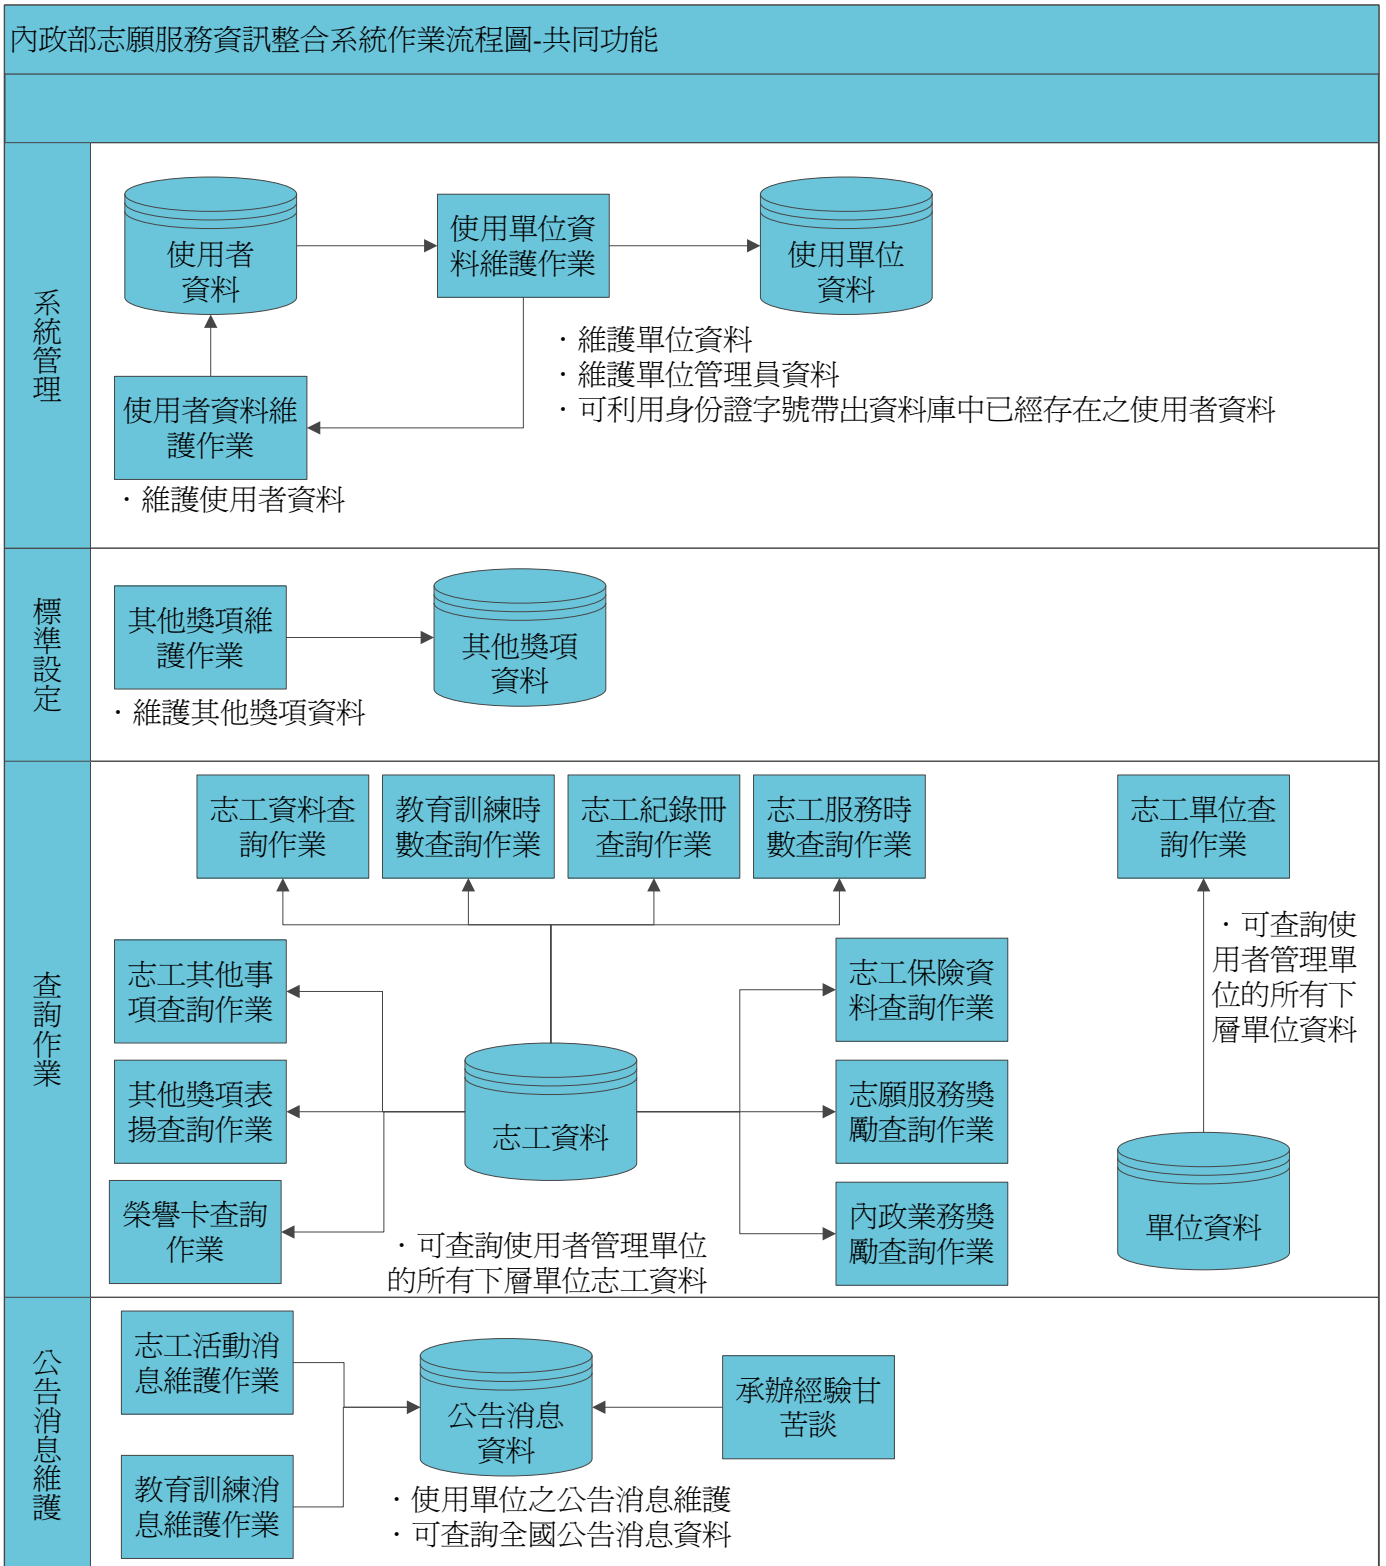 內政部志願服務資訊整合系統作業流程圖-共同功能
系統管理
使用者
資料
使用單位資
料維護作業
使用單位
資料
使用者資料維
護作業
．維護單位資料
．維護單位管理員資料
．可利用身份證字號帶出資料庫中已經存在之使用者資料
．維護使用者資料
標準設定
其他獎項維
護作業
其他獎項
資料
．維護其他獎項資料
查詢作業
志工資料查
詢作業
教育訓練時
數查詢作業
志工紀錄冊
查詢作業
志工服務時
數查詢作業
志工單位查
詢作業
．可查詢使
用者管理單
位的所有下
層單位資料
志工其他事
項查詢作業
志工保險資
料查詢作業
其他獎項表
揚查詢作業
志工資料
志願服務獎
勵查詢作業
榮譽卡查詢
作業
內政業務獎
勵查詢作業
單位資料
．可查詢使用者管理單位
的所有下層單位志工資料
公告消息維護
志工活動消
息維護作業
公告消息
資料
承辦經驗甘
苦談
教育訓練消
息維護作業
．使用單位之公告消息維護
．可查詢全國公告消息資料